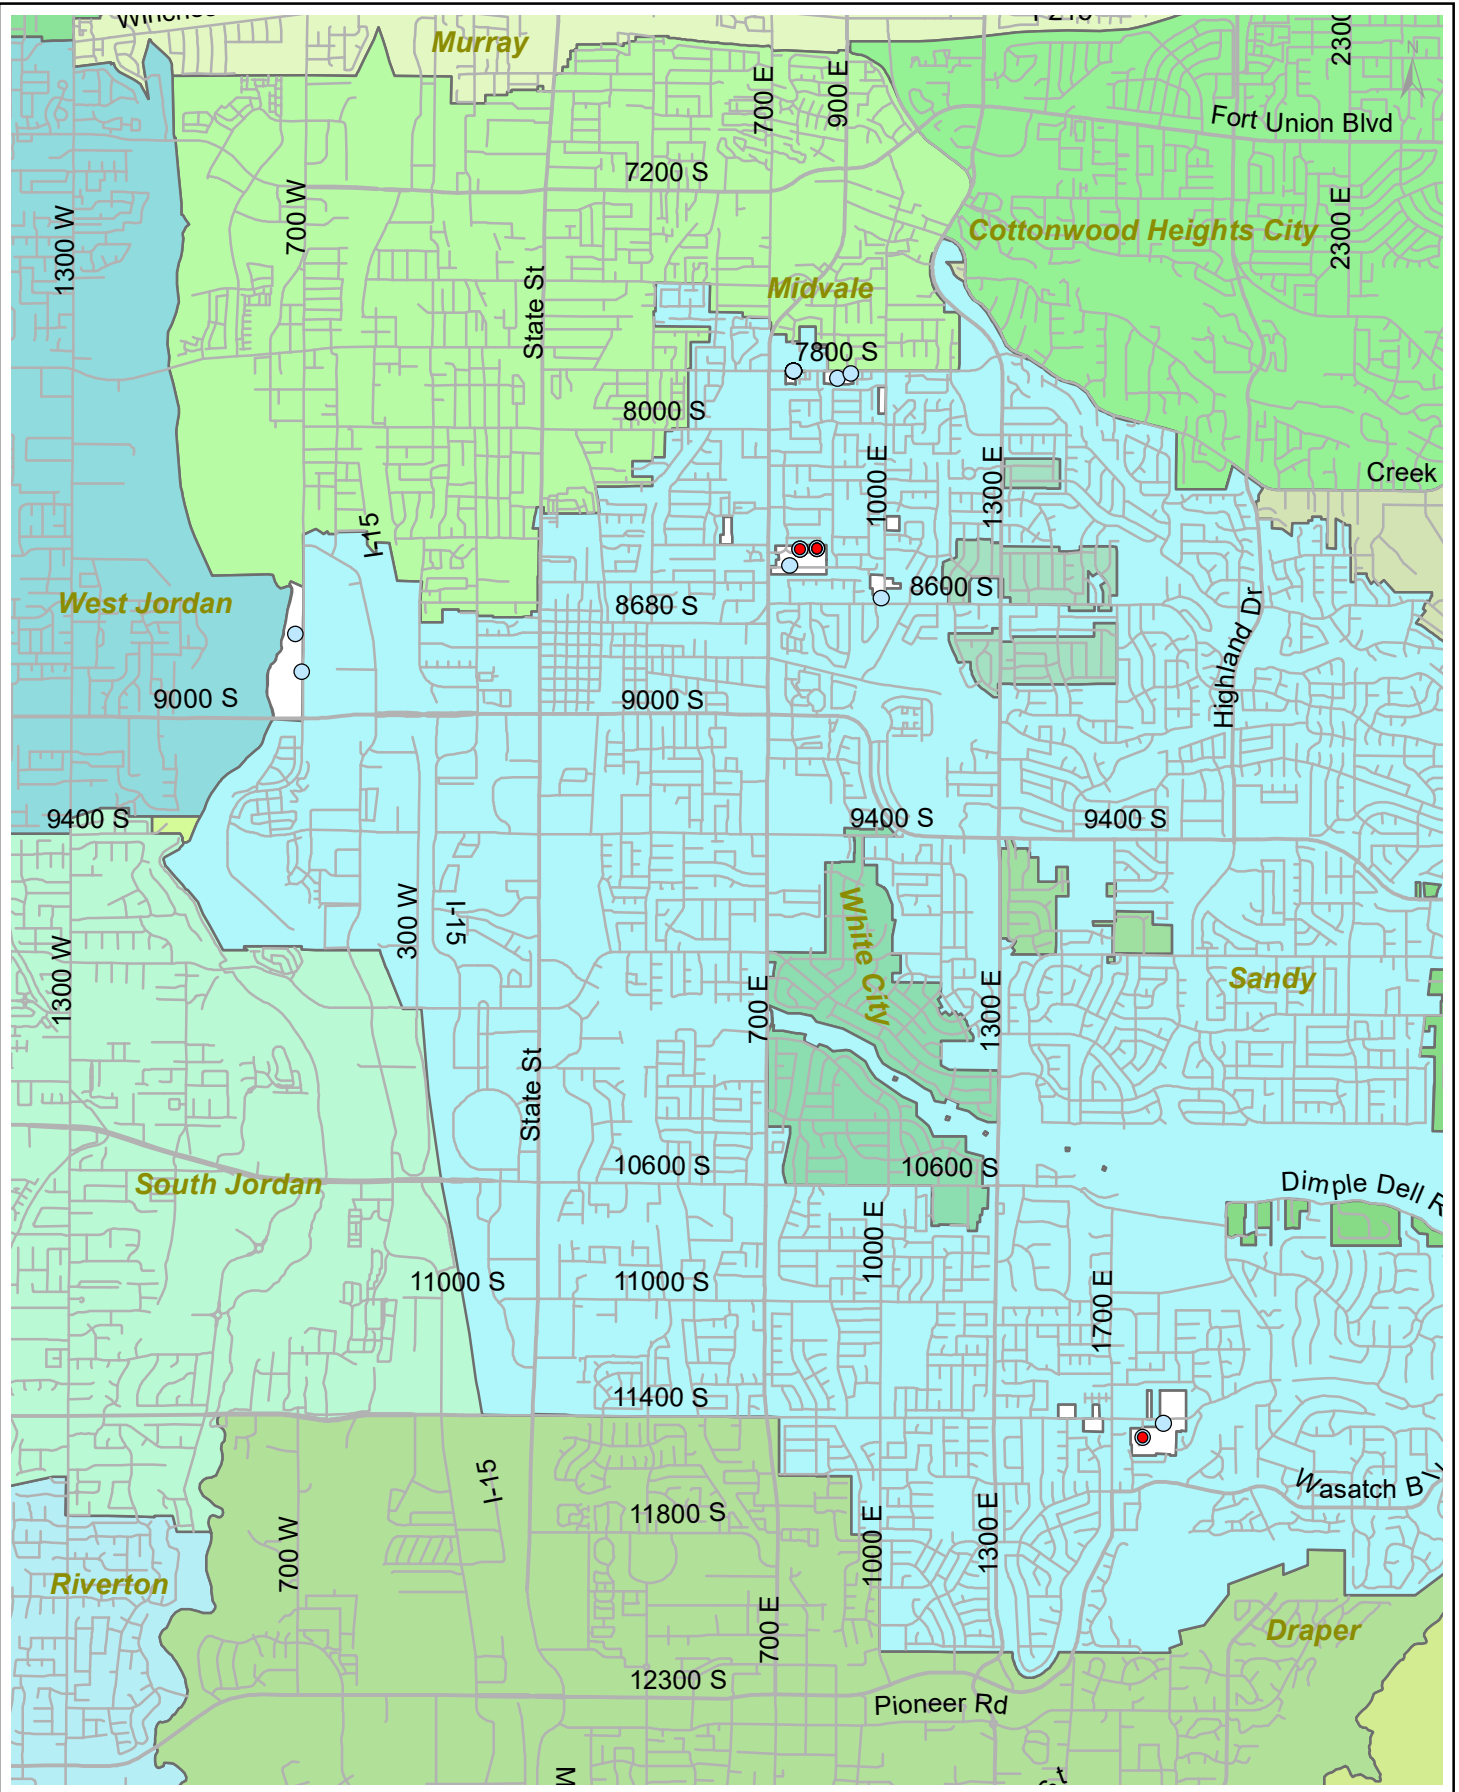 Murray
2300
N
700 E
900 E
Fort Union Blvd
7200 S
700 W
1300 W
2300 E
Cottonwood Heights City
State St
Midvale
7800 S
8000 S
1000 E
1300 E
Creek
I-15
8600 S
West Jordan
8680 S
Highland Dr
9000 S
9000 S
9400 S
9400 S
9400 S
300 W
I-15
White City
1300 W
700 E
1300 E
Sandy
State St
10600 S
10600 S
South Jordan
Dimple Dell R
1000 E
11000 S
11000 S
1700 E
11400 S
I-15
Wasatch Blv
11800 S
700 W
1000 E
1300 E
Riverton
700 E
Draper
12300 S
Pioneer Rd
M
St